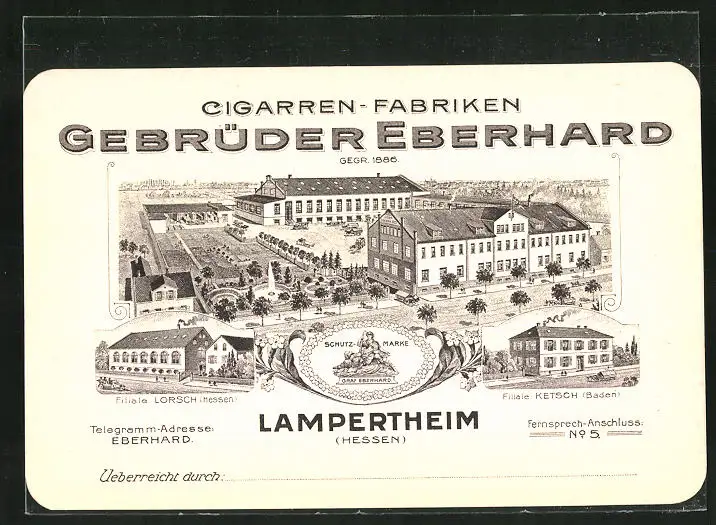 CIGARREN-FABRIKEN
GEBRÜDER EBERHARD
GEGR. 1886.
SCHUTZ-MARKE
GRAF EBERHARD
Filiale LORSCH (Hessen)
Filiale KETSCH (Baden)
LAMPERTHEIM
(HESSEN)
Telegramm-Adresse:
EBERHARD.
Fernsprech-Anschluss:
Nº 5.
Ueberreicht durch: